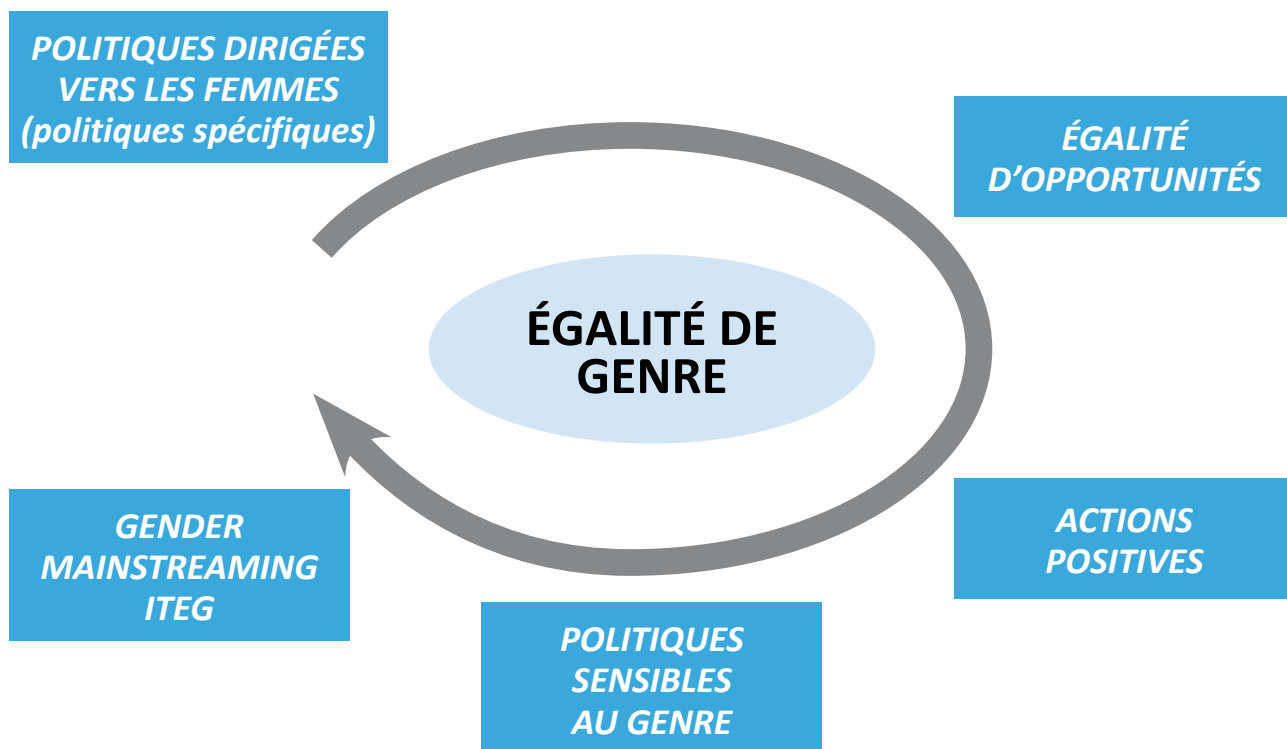 POLITIQUES DIRIGÉES
VERS LES FEMMES
(politiques spécifiques)
ÉGALITÉ
D’OPPORTUNITÉS
ÉGALITÉ DE
GENRE
ACTIONS
POSITIVES
GENDER
MAINSTREAMING
ITEG
POLITIQUES
SENSIBLES
AU GENRE